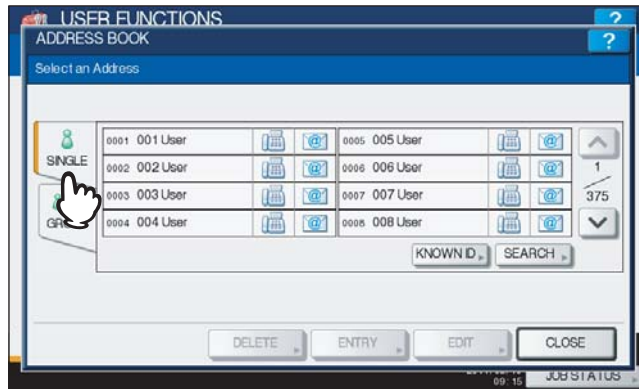 USER FUNCTIONS ?
ADDRESS BOOK ?
Select an Address
SINGLE
0001 001 User @ 0005 005 User @
0002 002 User @ 0006 006 User @
0003 003 User @ 0007 007 User @
0004 004 User @ 0008 008 User @
1
375
KNOWN ID SEARCH
DELETE ENTRY EDIT CLOSE
09:15 JOB STATUS